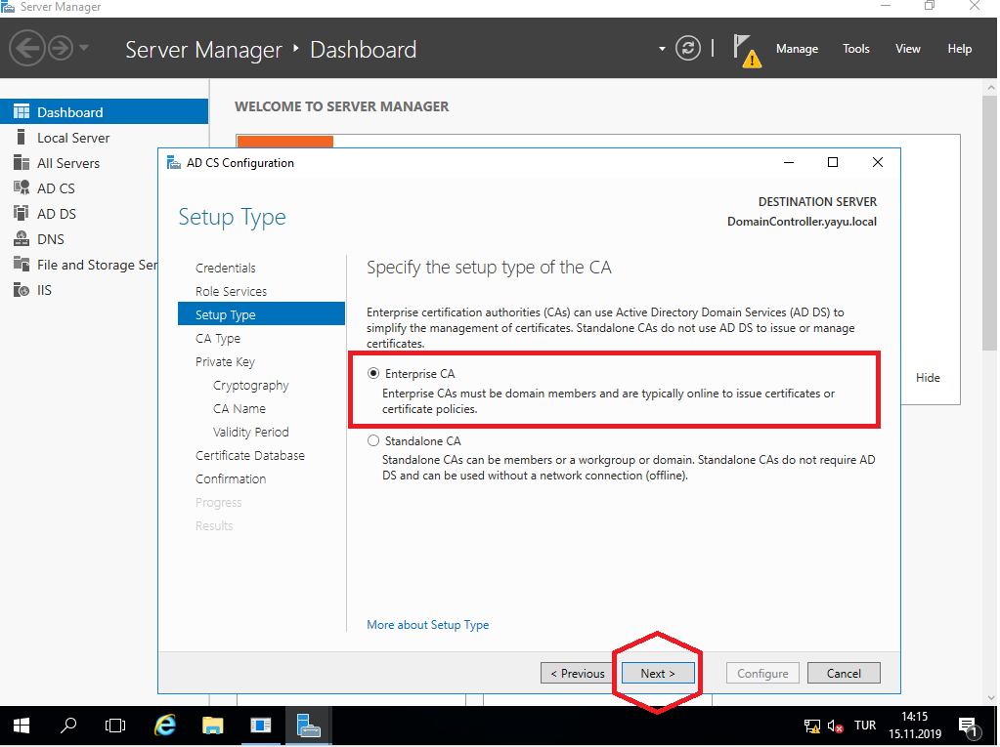 Server Manager
Server Manager ‣ Dashboard
Manage Tools View Help
Dashboard
Local Server
All Servers
AD CS
AD DS
DNS
File and Storage Ser
IIS
WELCOME TO SERVER MANAGER
Hide
AD CS Configuration
Setup Type
DESTINATION SERVER
DomainController.yayu.local
Credentials
Role Services
Setup Type
CA Type
Private Key
Cryptography
CA Name
Validity Period
Certificate Database
Confirmation
Progress
Results
Specify the setup type of the CA
Enterprise certification authorities (CAs) can use Active Directory Domain Services (AD DS) to
simplify the management of certificates. Standalone CAs do not use AD DS to issue or manage
certificates.
Enterprise CA
Enterprise CAs must be domain members and are typically online to issue certificates or
certificate policies.
Standalone CA
Standalone CAs can be members or a workgroup or domain. Standalone CAs do not require AD
DS and can be used without a network connection (offline).
More about Setup Type
< Previous Next > Configure Cancel
TUR
14:15
15.11.2019
1